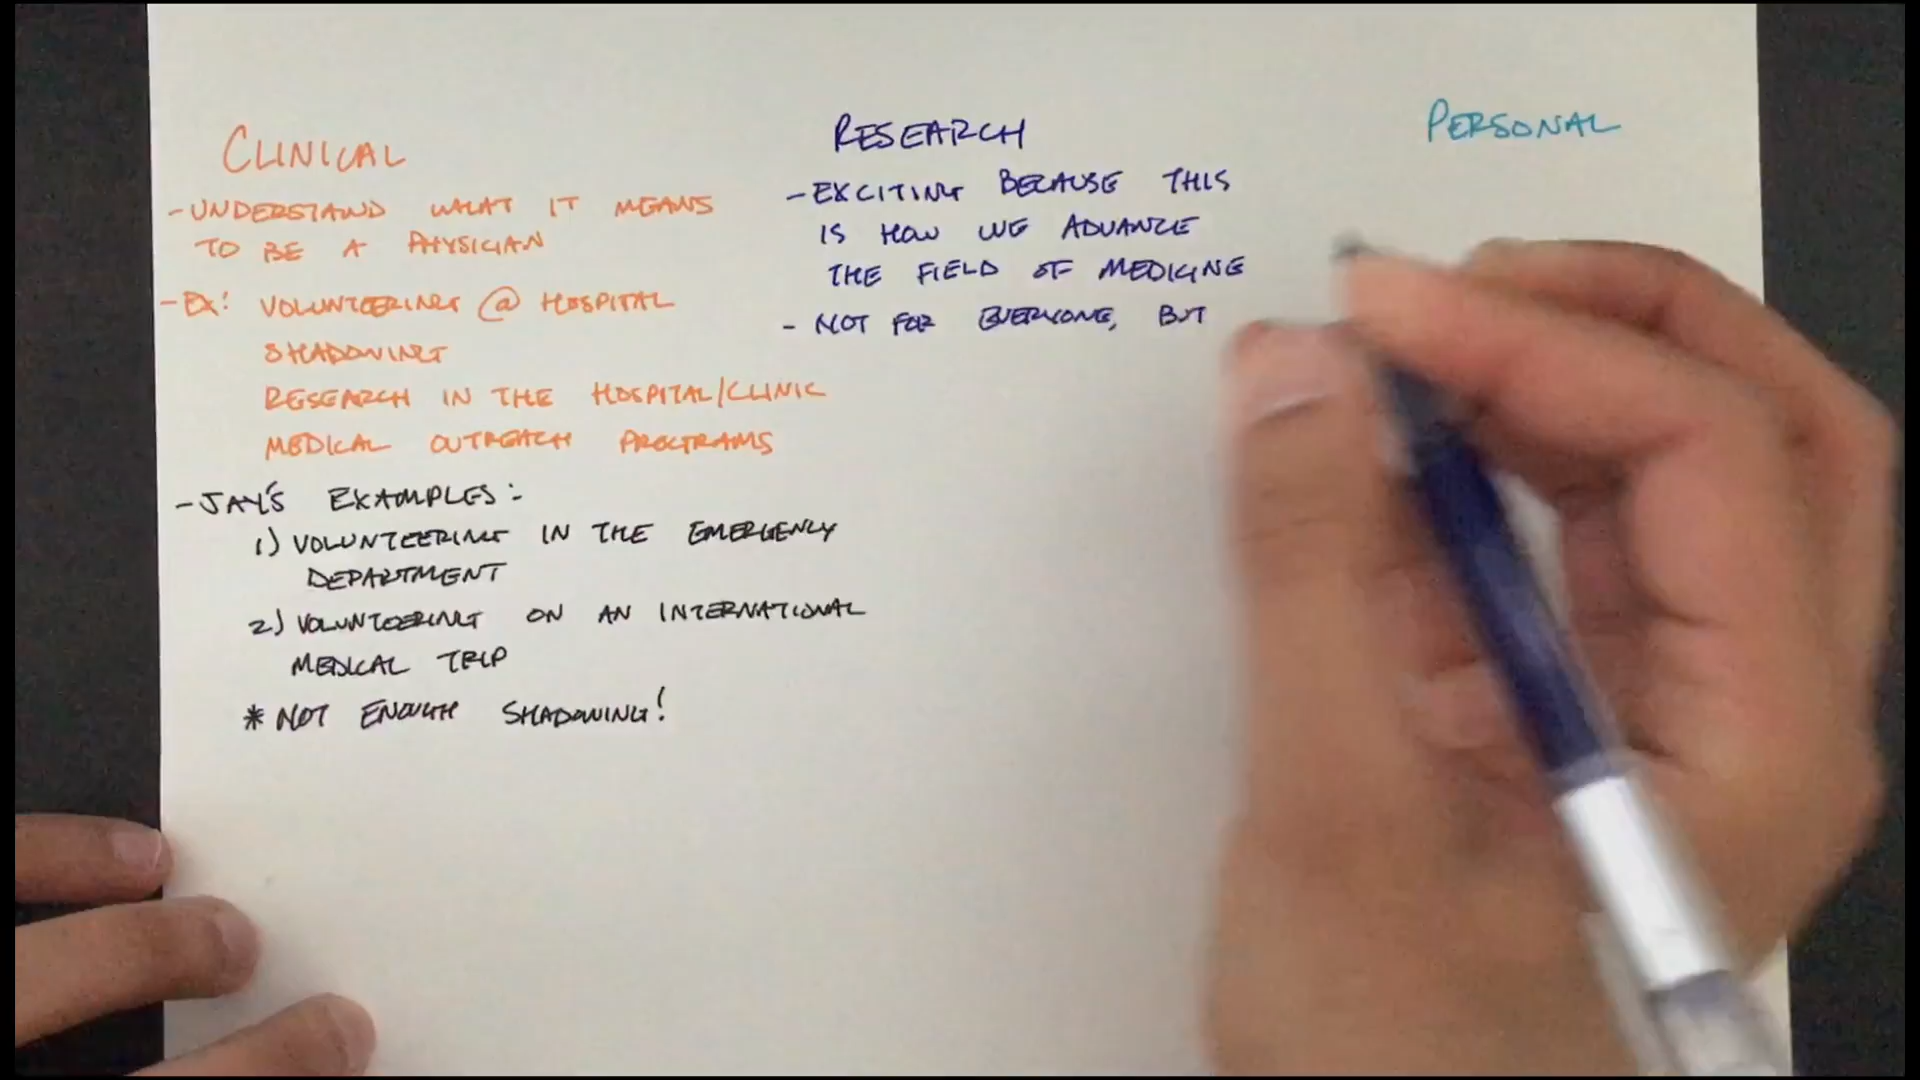 CLINICAL
- UNDERSTAND WHAT IT MEANS
TO BE A PHYSICIAN
- EX: VOLUNTEERING @ HOSPITAL
SHADOWING
RESEARCH IN THE HOSPITAL/CLINIC
MEDICAL OUTREACH PROGRAMS
- JAY'S EXAMPLES:
1) VOLUNTEERING IN THE EMERGENCY
DEPARTMENT
2) VOLUNTEERING ON AN INTERNATIONAL
MEDICAL TRIP
* NOT ENOUGH SHADOWING!
RESEARCH
- EXCITING BECAUSE THIS
IS HOW WE ADVANCE
THE FIELD OF MEDICINE
- NOT FOR EVERYONE, BUT
PERSONAL